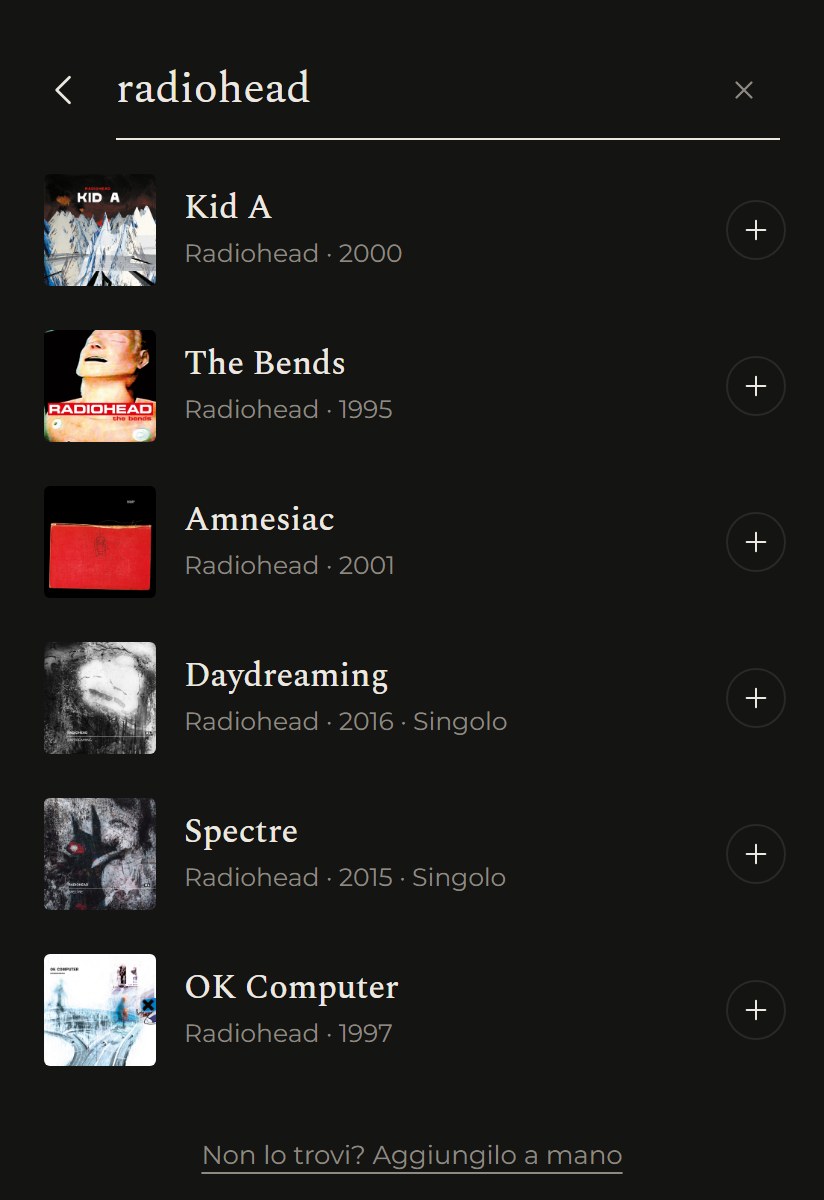 radiohead
KID A
Kid A
Radiohead · 2000
RADIOHEAD
the bends
The Bends
Radiohead · 1995
Amnesiac
Radiohead · 2001
Daydreaming
Radiohead · 2016 · Singolo
Spectre
Radiohead · 2015 · Singolo
OK COMPUTER
OK Computer
Radiohead · 1997
Non lo trovi? Aggiungilo a mano